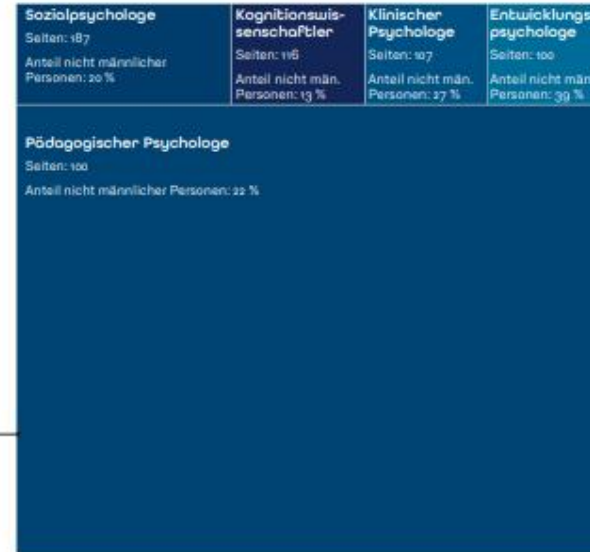 Sozialpsychologe
Seiten: 187
Anteil nicht männlicher
Personen: 20 %
Kognitionswis-
senschaftler
Seiten: 116
Anteil nicht män.
Personen: 13 %
Klinischer
Psychologe
Seiten: 107
Anteil nicht män.
Personen: 27 %
Entwicklungs
psychologe
Seiten: 100
Anteil nicht män
Personen: 39 %
Pädagogischer Psychologe
Seiten: 100
Anteil nicht männlicher Personen: 22 %